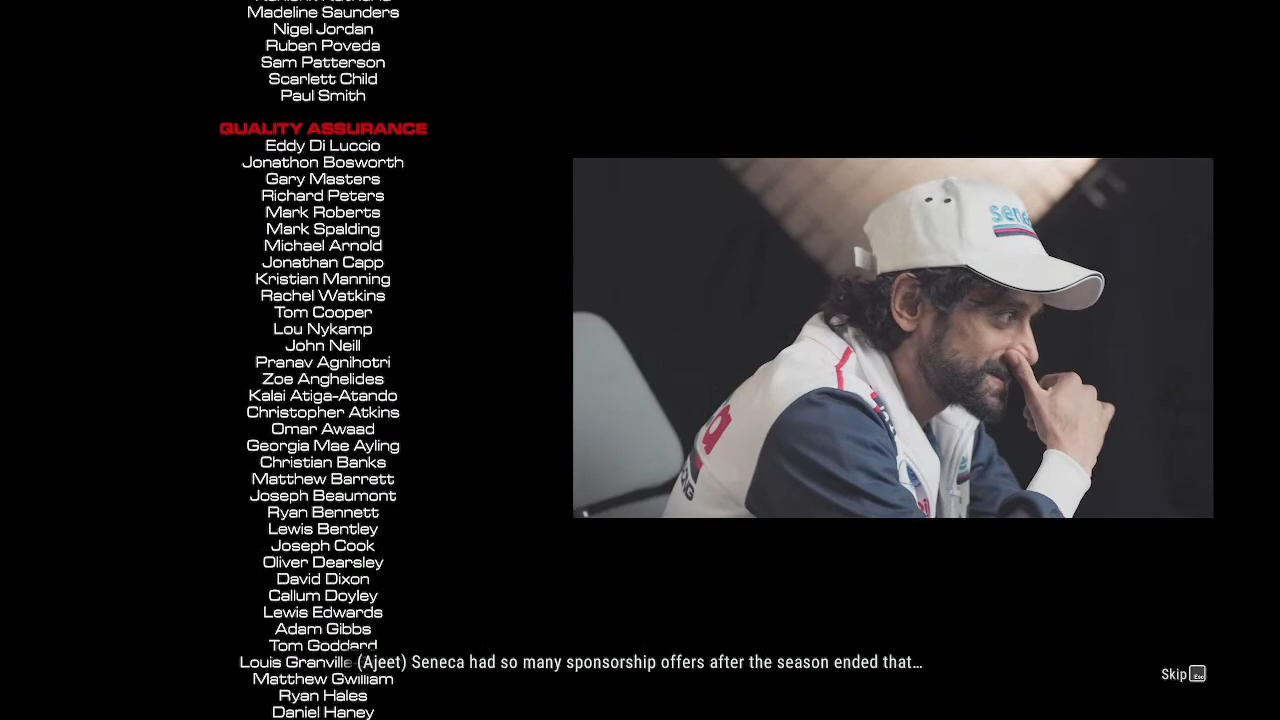 Madeline Saunders
Nigel Jordan
Ruben Poveda
Sam Patterson
Scarlett Child
Paul Smith
QUALITY ASSURANCE
Eddy Di Luccio
Jonathon Bosworth
Gary Masters
Richard Peters
Mark Roberts
Mark Spalding
Michael Arnold
Jonathan Capp
Kristian Manning
Rachel Watkins
Tom Cooper
Lou Nykamp
John Neill
Pranav Agnihotri
Zoe Anghelides
Kalai Atiga-Atando
Christopher Atkins
Omar Awaad
Georgia Mae Ayling
Christian Banks
Matthew Barrett
Joseph Beaumont
Ryan Bennett
Lewis Bentley
Joseph Cook
Oliver Dearsley
David Dixon
Callum Doyley
Lewis Edwards
Adam Gibbs
Tom Goddard
Louis Granville
(Ajeet) Seneca had so many sponsorship offers after the season ended that...
Matthew Gwilliam
Ryan Hales
Daniel Haney
Skip Esc